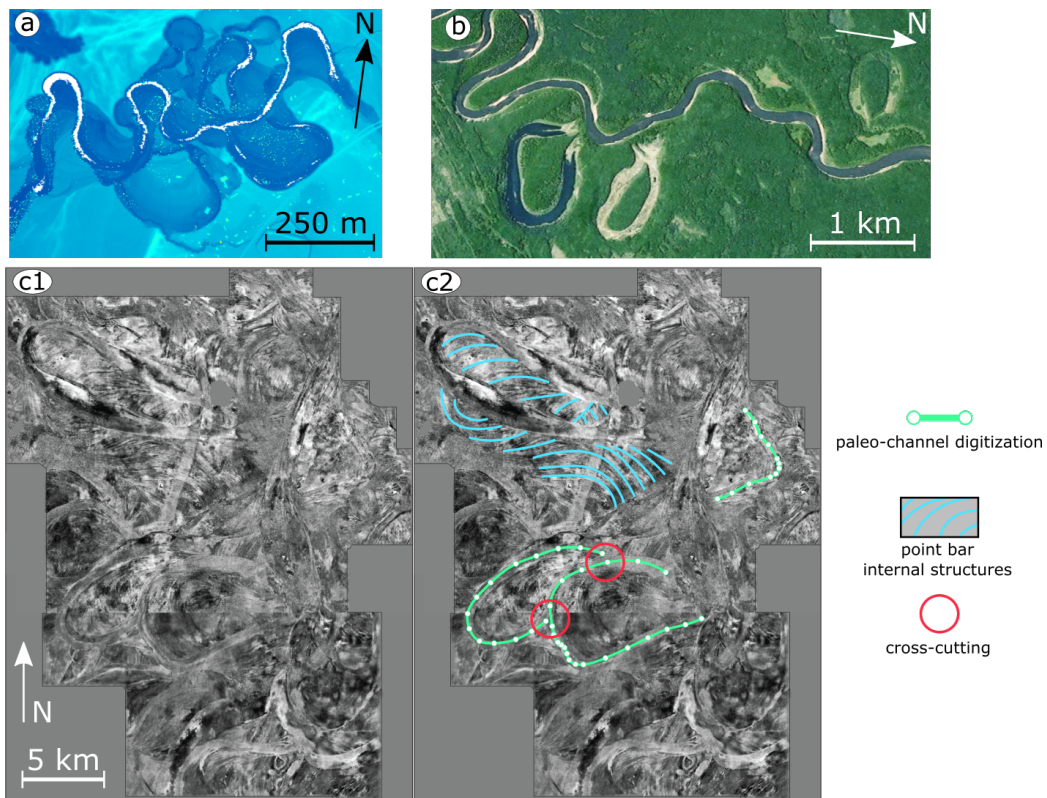 a
N
250 m
b
N
1 km
c1
N
5 km
c2
paleo-channel digitization
point bar
internal structures
cross-cutting